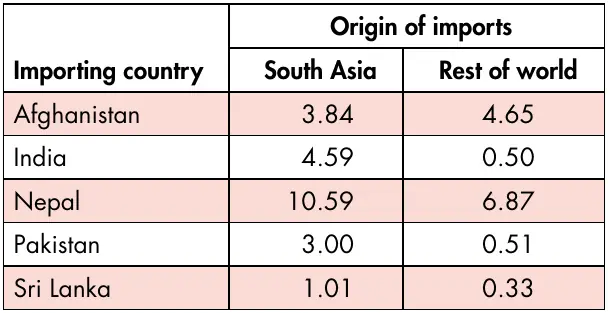 Origin of imports
Importing country South Asia Rest of world
Afghanistan 3.84 4.65
India 4.59 0.50
Nepal 10.59 6.87
Pakistan 3.00 0.51
Sri Lanka 1.01 0.33